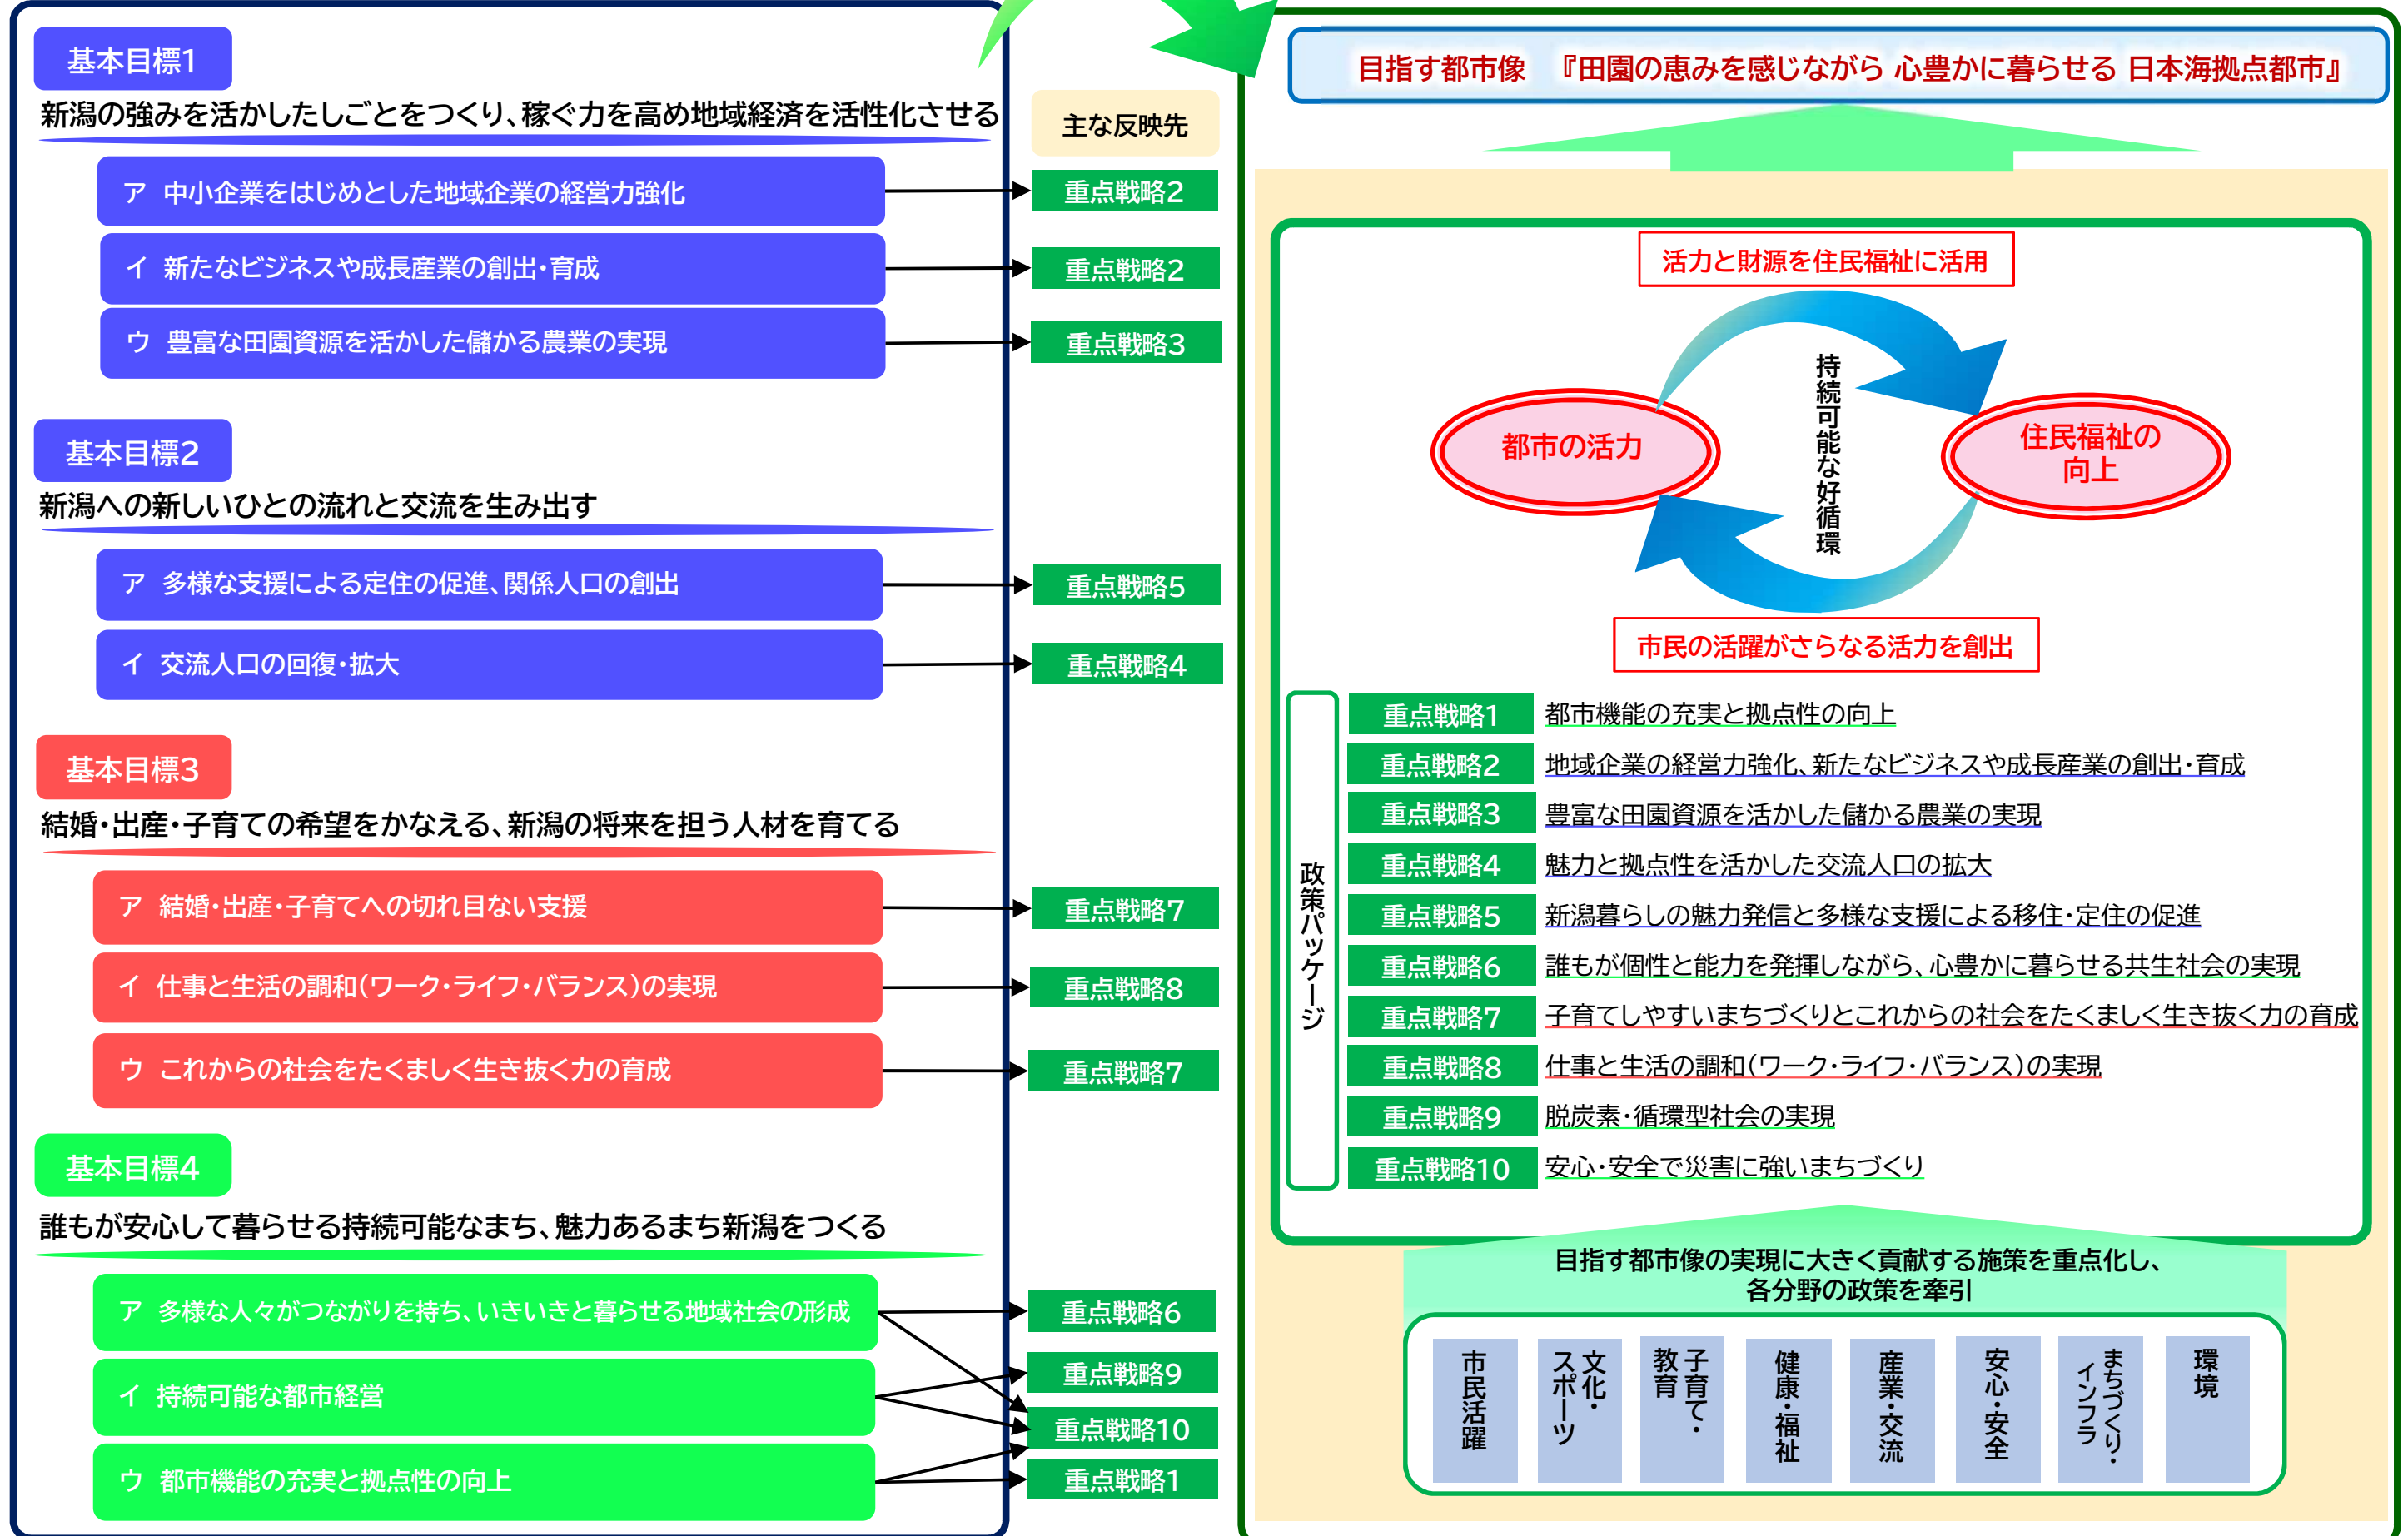 基本目標1
新潟の強みを活かしたしごとをつくり、稼ぐ力を高め地域経済を活性化させる
ア 中小企業をはじめとした地域企業の経営力強化
イ 新たなビジネスや成長産業の創出・育成
ウ 豊富な田園資源を活かした儲かる農業の実現
基本目標2
新潟への新しいひとの流れと交流を生み出す
ア 多様な支援による定住の促進、関係人口の創出
イ 交流人口の回復・拡大
基本目標3
結婚・出産・子育ての希望をかなえる、新潟の将来を担う人材を育てる
ア 結婚・出産・子育てへの切れ目ない支援
イ 仕事と生活の調和(ワーク・ライフ・バランス)の実現
ウ これからの社会をたくましく生き抜く力の育成
基本目標4
誰もが安心して暮らせる持続可能なまち、魅力あるまち新潟をつくる
ア 多様な人々がつながりを持ち、いきいきと暮らせる地域社会の形成
イ 持続可能な都市経営
ウ 都市機能の充実と拠点性の向上
主な反映先
重点戦略2
重点戦略2
重点戦略3
重点戦略5
重点戦略4
重点戦略7
重点戦略8
重点戦略7
重点戦略6
重点戦略9
重点戦略10
重点戦略1
目指す都市像 『田園の恵みを感じながら 心豊かに暮らせる 日本海拠点都市』
活力と財源を住民福祉に活用
都市の活力
持続可能な好循環
住民福祉の
向上
市民の活躍がさらなる活力を創出
政策パッケージ
重点戦略1 都市機能の充実と拠点性の向上
重点戦略2 地域企業の経営力強化、新たなビジネスや成長産業の創出・育成
重点戦略3 豊富な田園資源を活かした儲かる農業の実現
重点戦略4 魅力と拠点性を活かした交流人口の拡大
重点戦略5 新潟暮らしの魅力発信と多様な支援による移住・定住の促進
重点戦略6 誰もが個性と能力を発揮しながら、心豊かに暮らせる共生社会の実現
重点戦略7 子育てしやすいまちづくりとこれからの社会をたくましく生き抜く力の育成
重点戦略8 仕事と生活の調和(ワーク・ライフ・バランス)の実現
重点戦略9 脱炭素・循環型社会の実現
重点戦略10 安心・安全で災害に強いまちづくり
目指す都市像の実現に大きく貢献する施策を重点化し、
各分野の政策を牽引
市民活躍
文化・
スポーツ
子育て・
教育
健康・福祉
産業・交流
安心・安全
まちづくり・
インフラ
環境